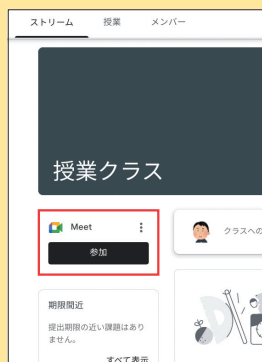 ストリーム 授業 メンバー
授業クラス
Meet
参加
クラスへの
期限間近
提出期限の近い課題はあり
ません。
すべて表示